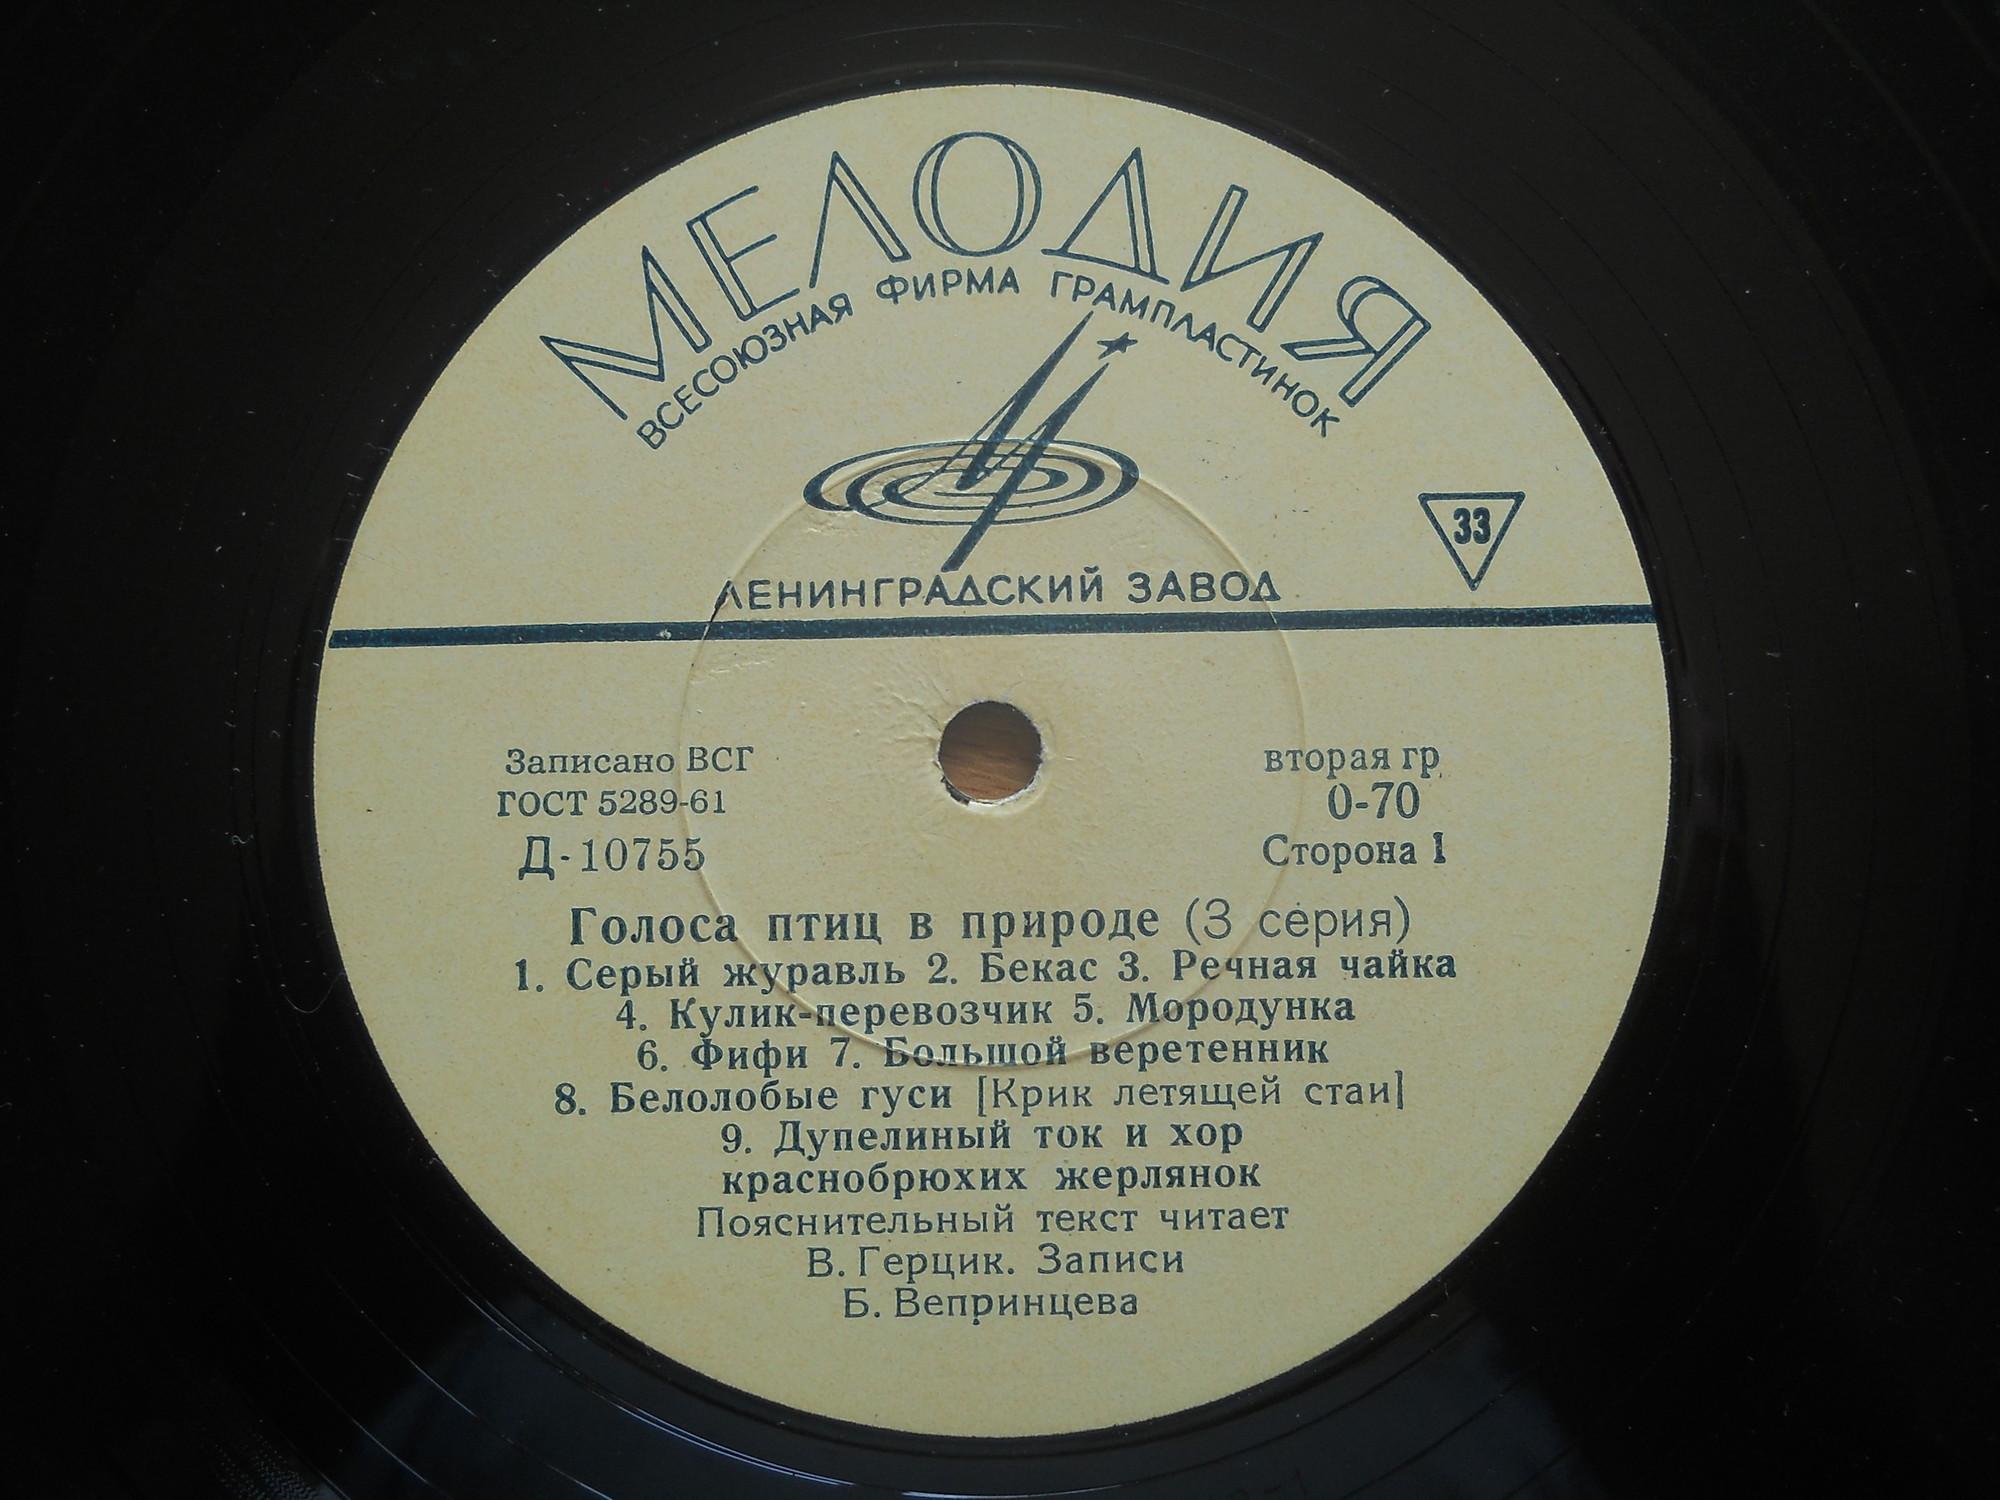 МЕЛОДИЯ
ВСЕСОЮЗНАЯ ФИРМА ГРАМПЛАСТИНОК
33
ЛЕНИНГРАДСКИЙ ЗАВОД
Записано ВСГ
ГОСТ 5289-61
Д-10755
вторая гр
0-70
Сторона 1
Голоса птиц в природе (3 серия)
1. Серый журавль 2. Бекас 3. Речная чайка
4. Кулик-перевозчик 5. Мородунка
6. Фифи 7. Большой веретенник
8. Белолобые гуси [Крик летящей стаи]
9. Дупелиный ток и хор
краснобрюхих жерлянок
Пояснительный текст читает
В. Герцик. Записи
Б. Вепринцева